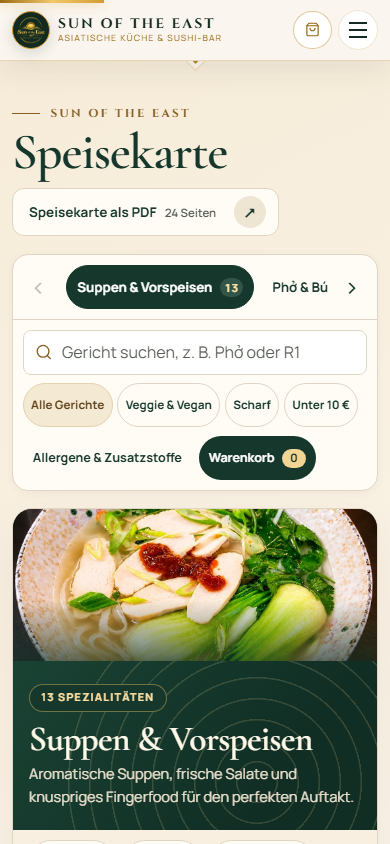 SUN OF THE EAST
ASIATISCHE KÜCHE & SUSHI-BAR
SUN OF THE EAST
Speisekarte
Speisekarte als PDF 24 Seiten ↗
Suppen & Vorspeisen 13 Phở & Bú
Gericht suchen, z. B. Phở oder R1
Alle Gerichte Veggie & Vegan Scharf Unter 10 €
Allergene & Zusatzstoffe Warenkorb 0
13 SPEZIALITÄTEN
Suppen & Vorspeisen
Aromatische Suppen, frische Salate und
knuspriges Fingerfood für den perfekten Auftakt.